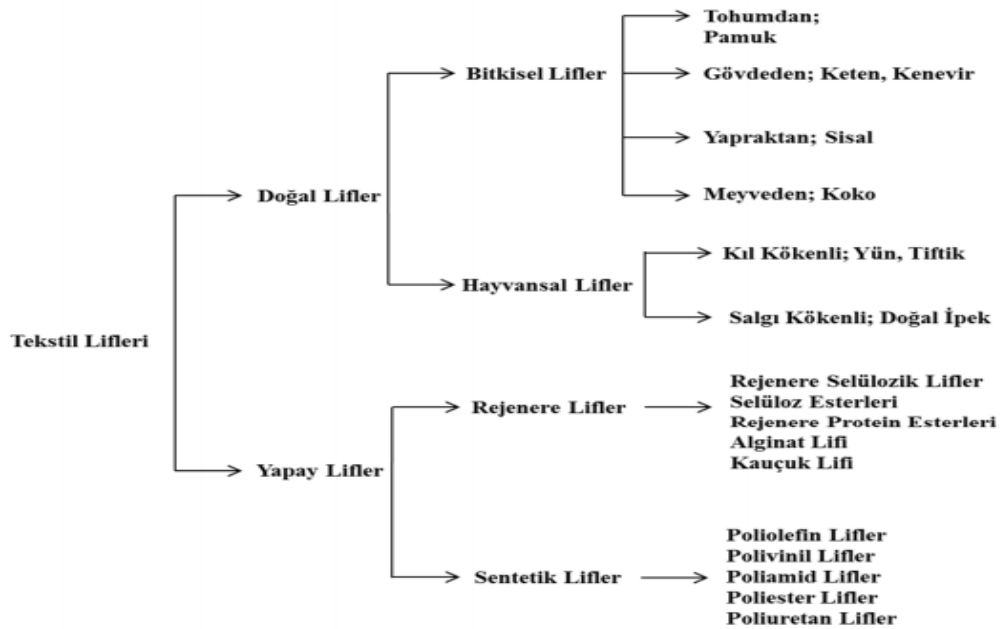 Tekstil Lifleri
Doğal Lifler
Bitkisel Lifler
Tohumdan;
Pamuk
Gövdeden; Keten, Kenevir
Yapraktan; Sisal
Meyveden; Koko
Hayvansal Lifler
Kıl Kökenli; Yün, Tiftik
Salgı Kökenli; Doğal İpek
Yapay Lifler
Rejenere Lifler
Rejenere Selülozik Lifler
Selüloz Esterleri
Rejenere Protein Esterleri
Alginat Lifi
Kauçuk Lifi
Sentetik Lifler
Poliolefin Lifler
Polivinil Lifler
Poliamid Lifler
Poliester Lifler
Poliuretan Lifler